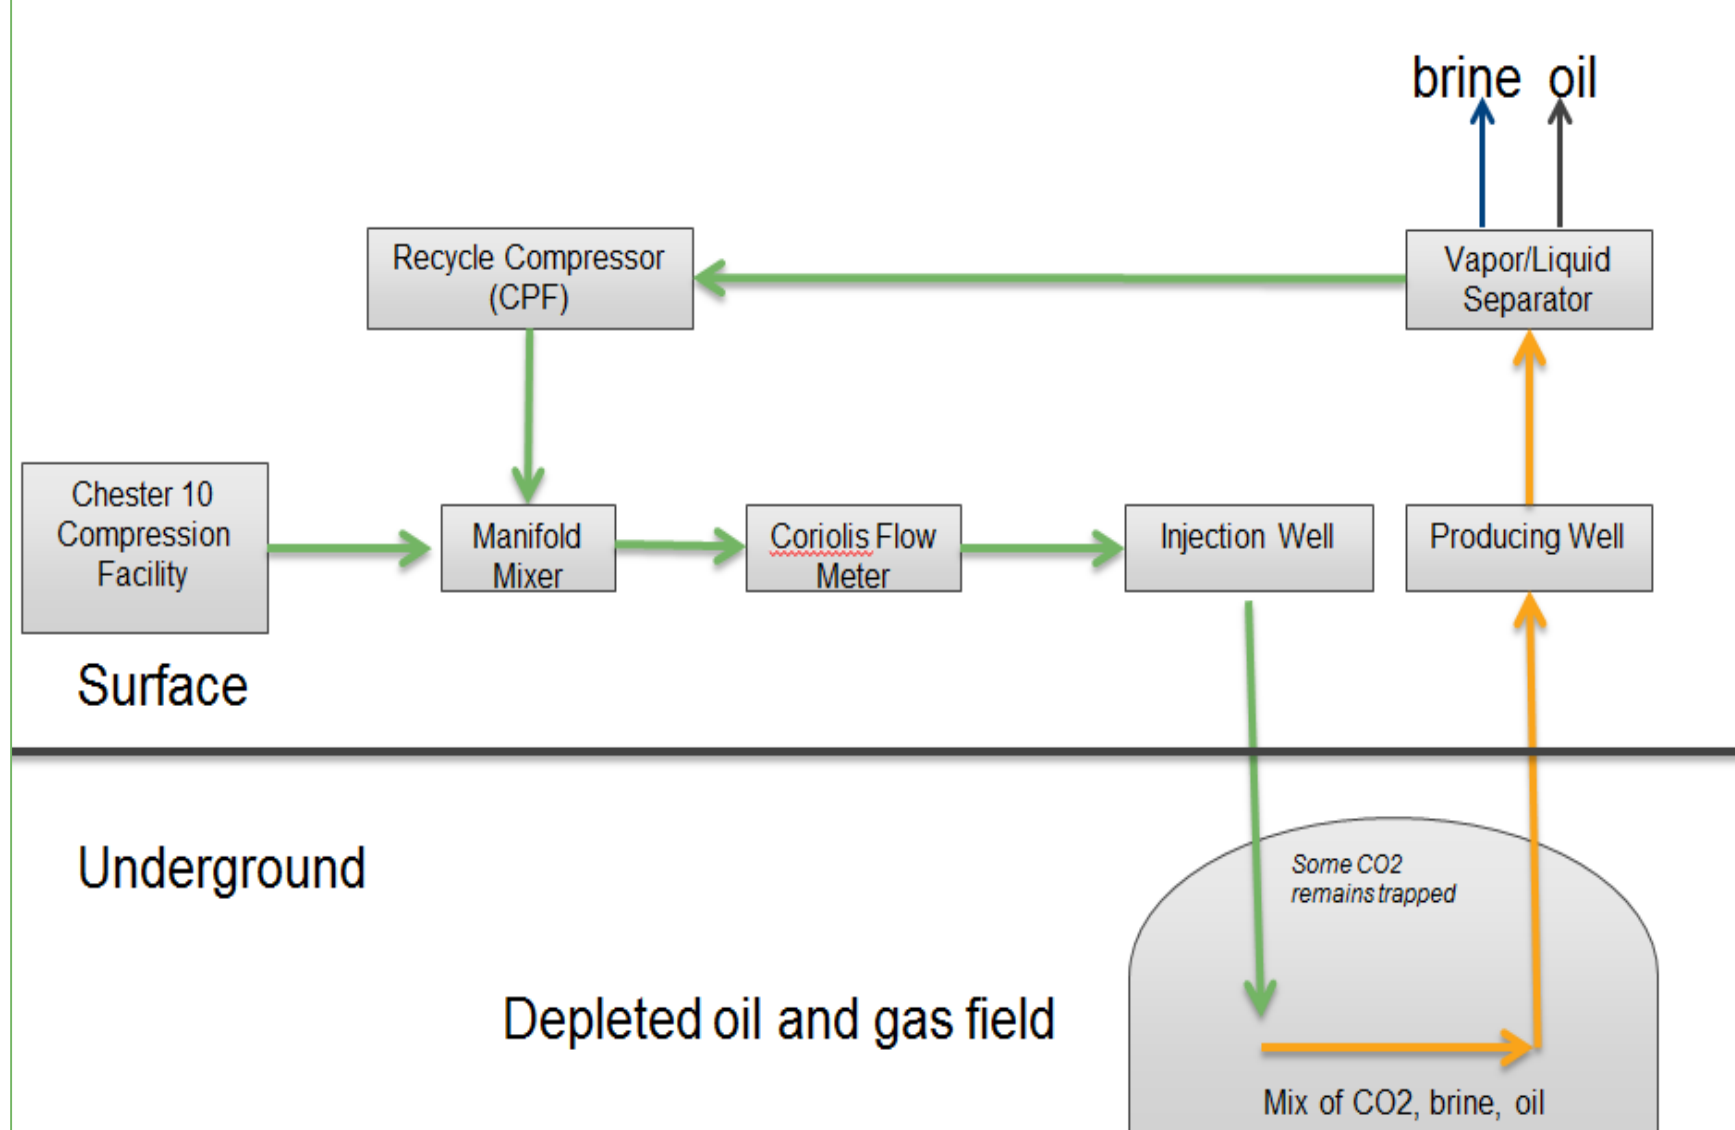 brine oil
Recycle Compressor
(CPF)
Vapor/Liquid
Separator
Chester 10
Compression
Facility
Manifold
Mixer
Coriolis Flow
Meter
Injection Well
Producing Well
Surface
Underground
Some CO2
remains trapped
Depleted oil and gas field
Mix of CO2, brine, oil